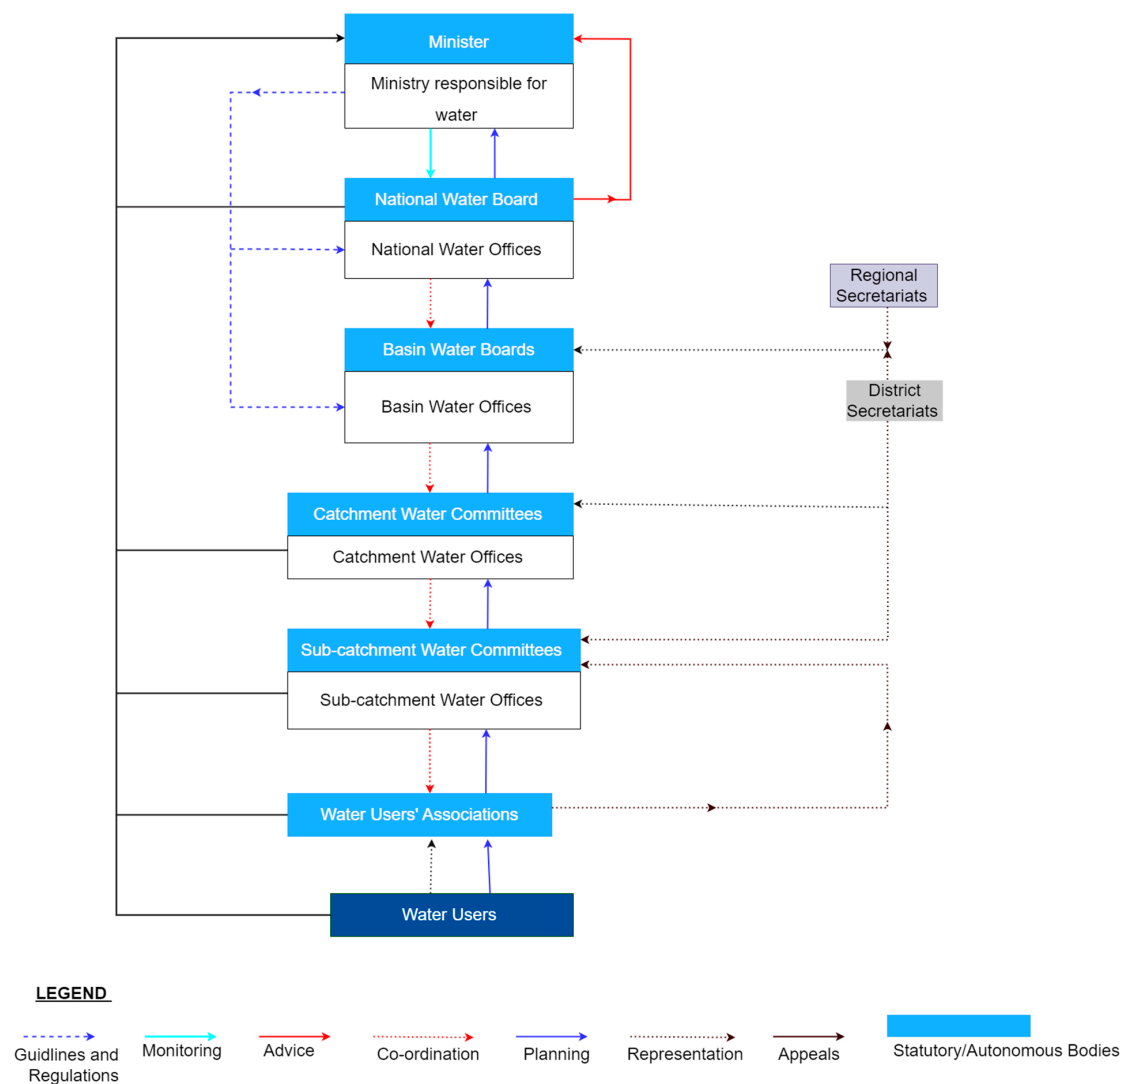 Minister
Ministry responsible for
water
National Water Board
National Water Offices
Regional
Secretariats
Basin Water Boards
Basin Water Offices
District
Secretariats
Catchment Water Committees
Catchment Water Offices
Sub-catchment Water Committees
Sub-catchment Water Offices
Water Users' Associations
Water Users
LEGEND
Guidlines and
Regulations
Monitoring
Advice
Co-ordination
Planning
Representation
Appeals
Statutory/Autonomous Bodies